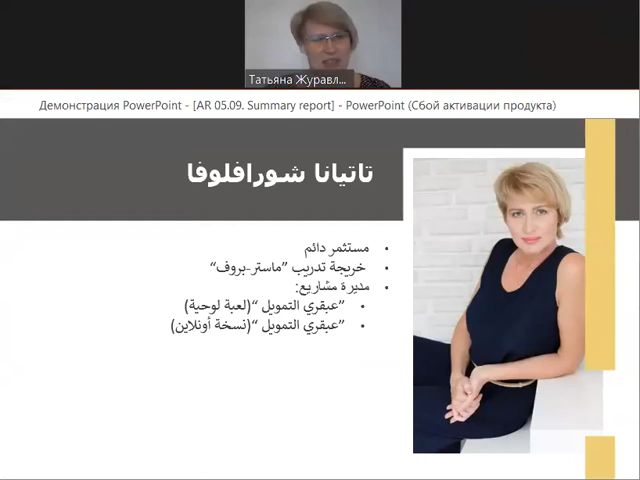 Татьяна Журавл...
Демонстрация PowerPoint - [AR 05.09. Summary report] - PowerPoint (Сбой активации продукта)
تاتيانا شورافلوفا
• مستثمر دائم
• خريجة تدريب ”ماستر-بروف“
• مديرة مشاريع:
• ”عبقري التمويل “(لعبة لوحية)
• ”عبقري التمويل “(نسخة أونلاين)